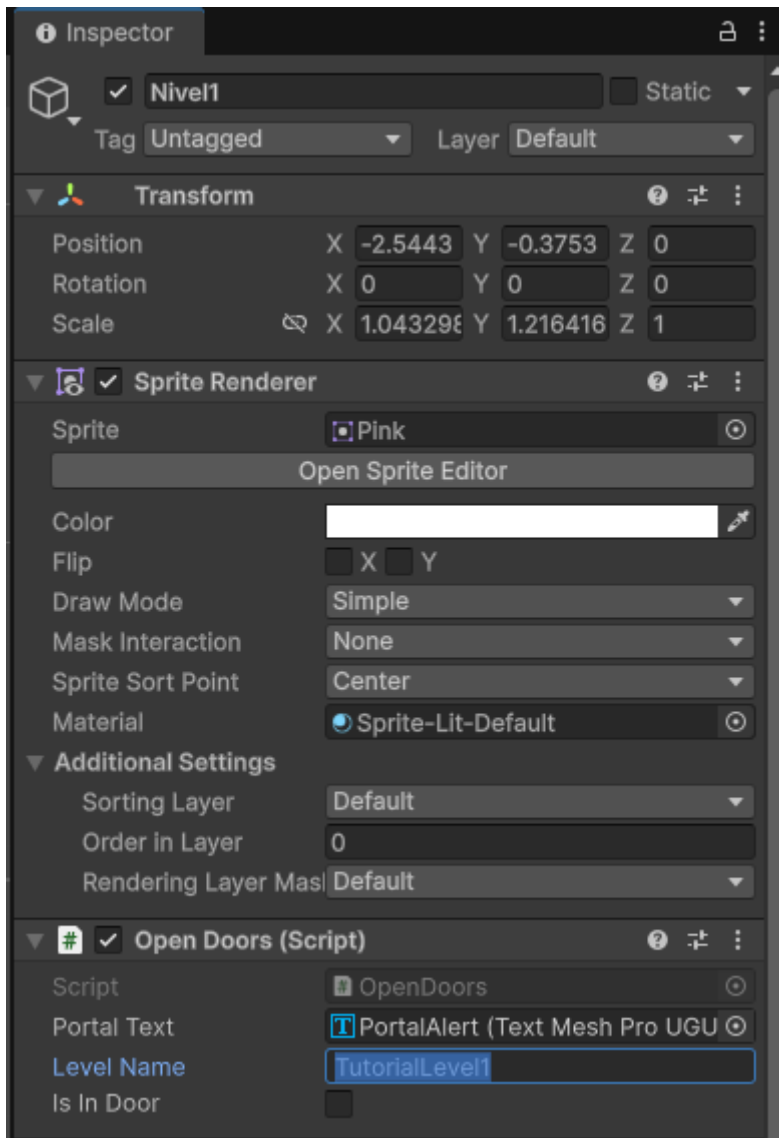 Inspector
Nivel1 Static
Tag Untagged Layer Default
Transform
Position X -2.5443 Y -0.3753 Z 0
Rotation X 0 Y 0 Z 0
Scale X 1.043298 Y 1.216416 Z 1
Sprite Renderer
Sprite Pink
Open Sprite Editor
Color
Flip X Y
Draw Mode Simple
Mask Interaction None
Sprite Sort Point Center
Material Sprite-Lit-Default
Additional Settings
Sorting Layer Default
Order in Layer 0
Rendering Layer Mas Default
# Open Doors (Script)
Script # OpenDoors
Portal Text T PortalAlert (Text Mesh Pro UGU
Level Name TutorialLevel1
Is In Door